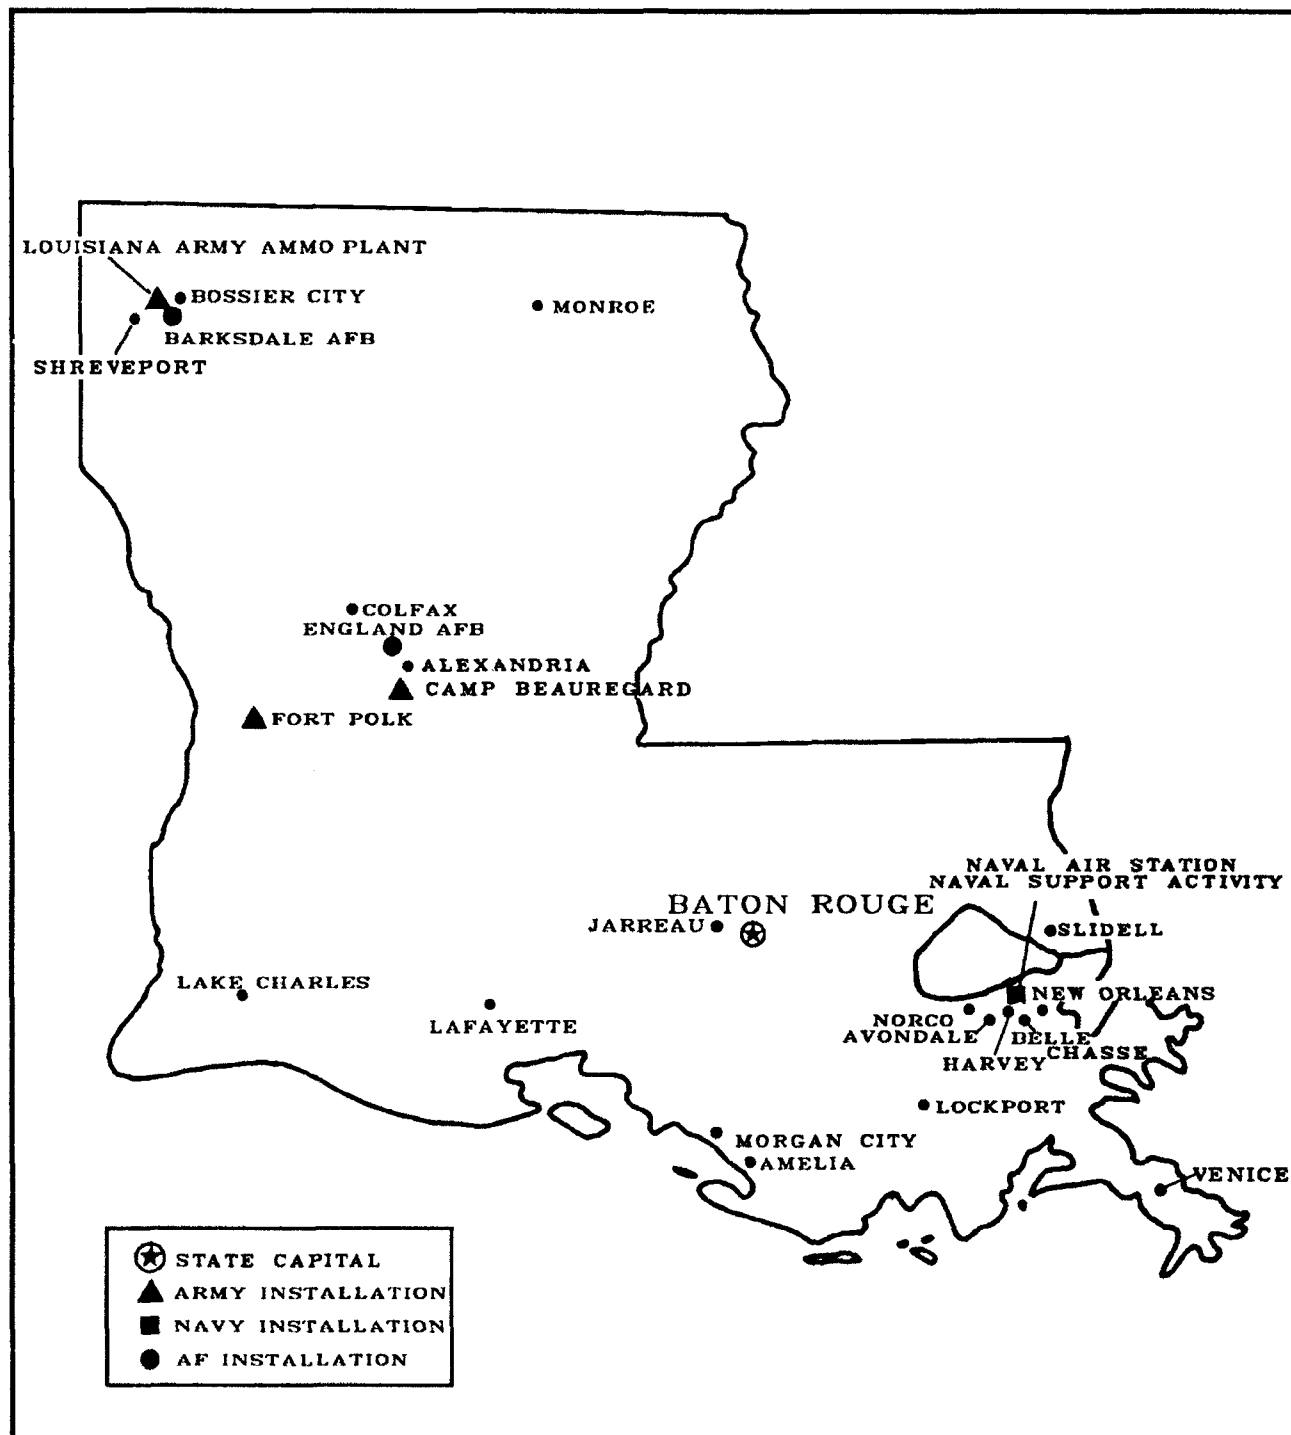 LOUISIANA ARMY AMMO PLANT
BOSSIER CITY
MONROE
BARKSDALE AFB
SHREVEPORT
COLFAX
ENGLAND AFB
ALEXANDRIA
CAMP BEAUREGARD
FORT POLK
NAVAL AIR STATION
NAVAL SUPPORT ACTIVITY
BATON ROUGE
JARREAU
SLIDELL
LAKE CHARLES
NEW ORLEANS
LAFAYETTE
NORCO
AVONDALE
BELLE
CHASSE
HARVEY
LOCKPORT
MORGAN CITY
AMELIA
VENICE
STATE CAPITAL
ARMY INSTALLATION
NAVY INSTALLATION
AF INSTALLATION